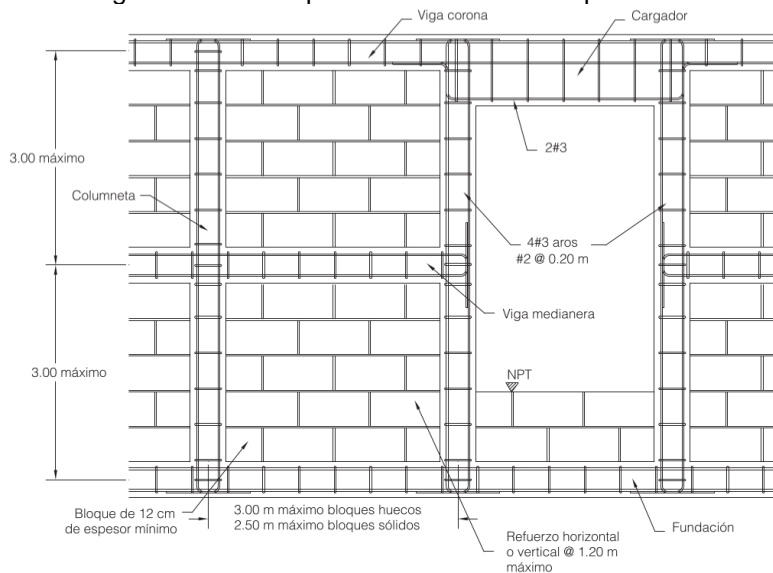 Viga corona
Cargador
3.00 máximo
2#3
Columneta
4#3 aros
#2 @ 0.20 m
Viga medianera
3.00 máximo
NPT
Bloque de 12 cm
de espesor mínimo
3.00 m máximo bloques huecos
2.50 m máximo bloques sólidos
Refuerzo horizontal
o vertical @ 1.20 m
máximo
Fundación